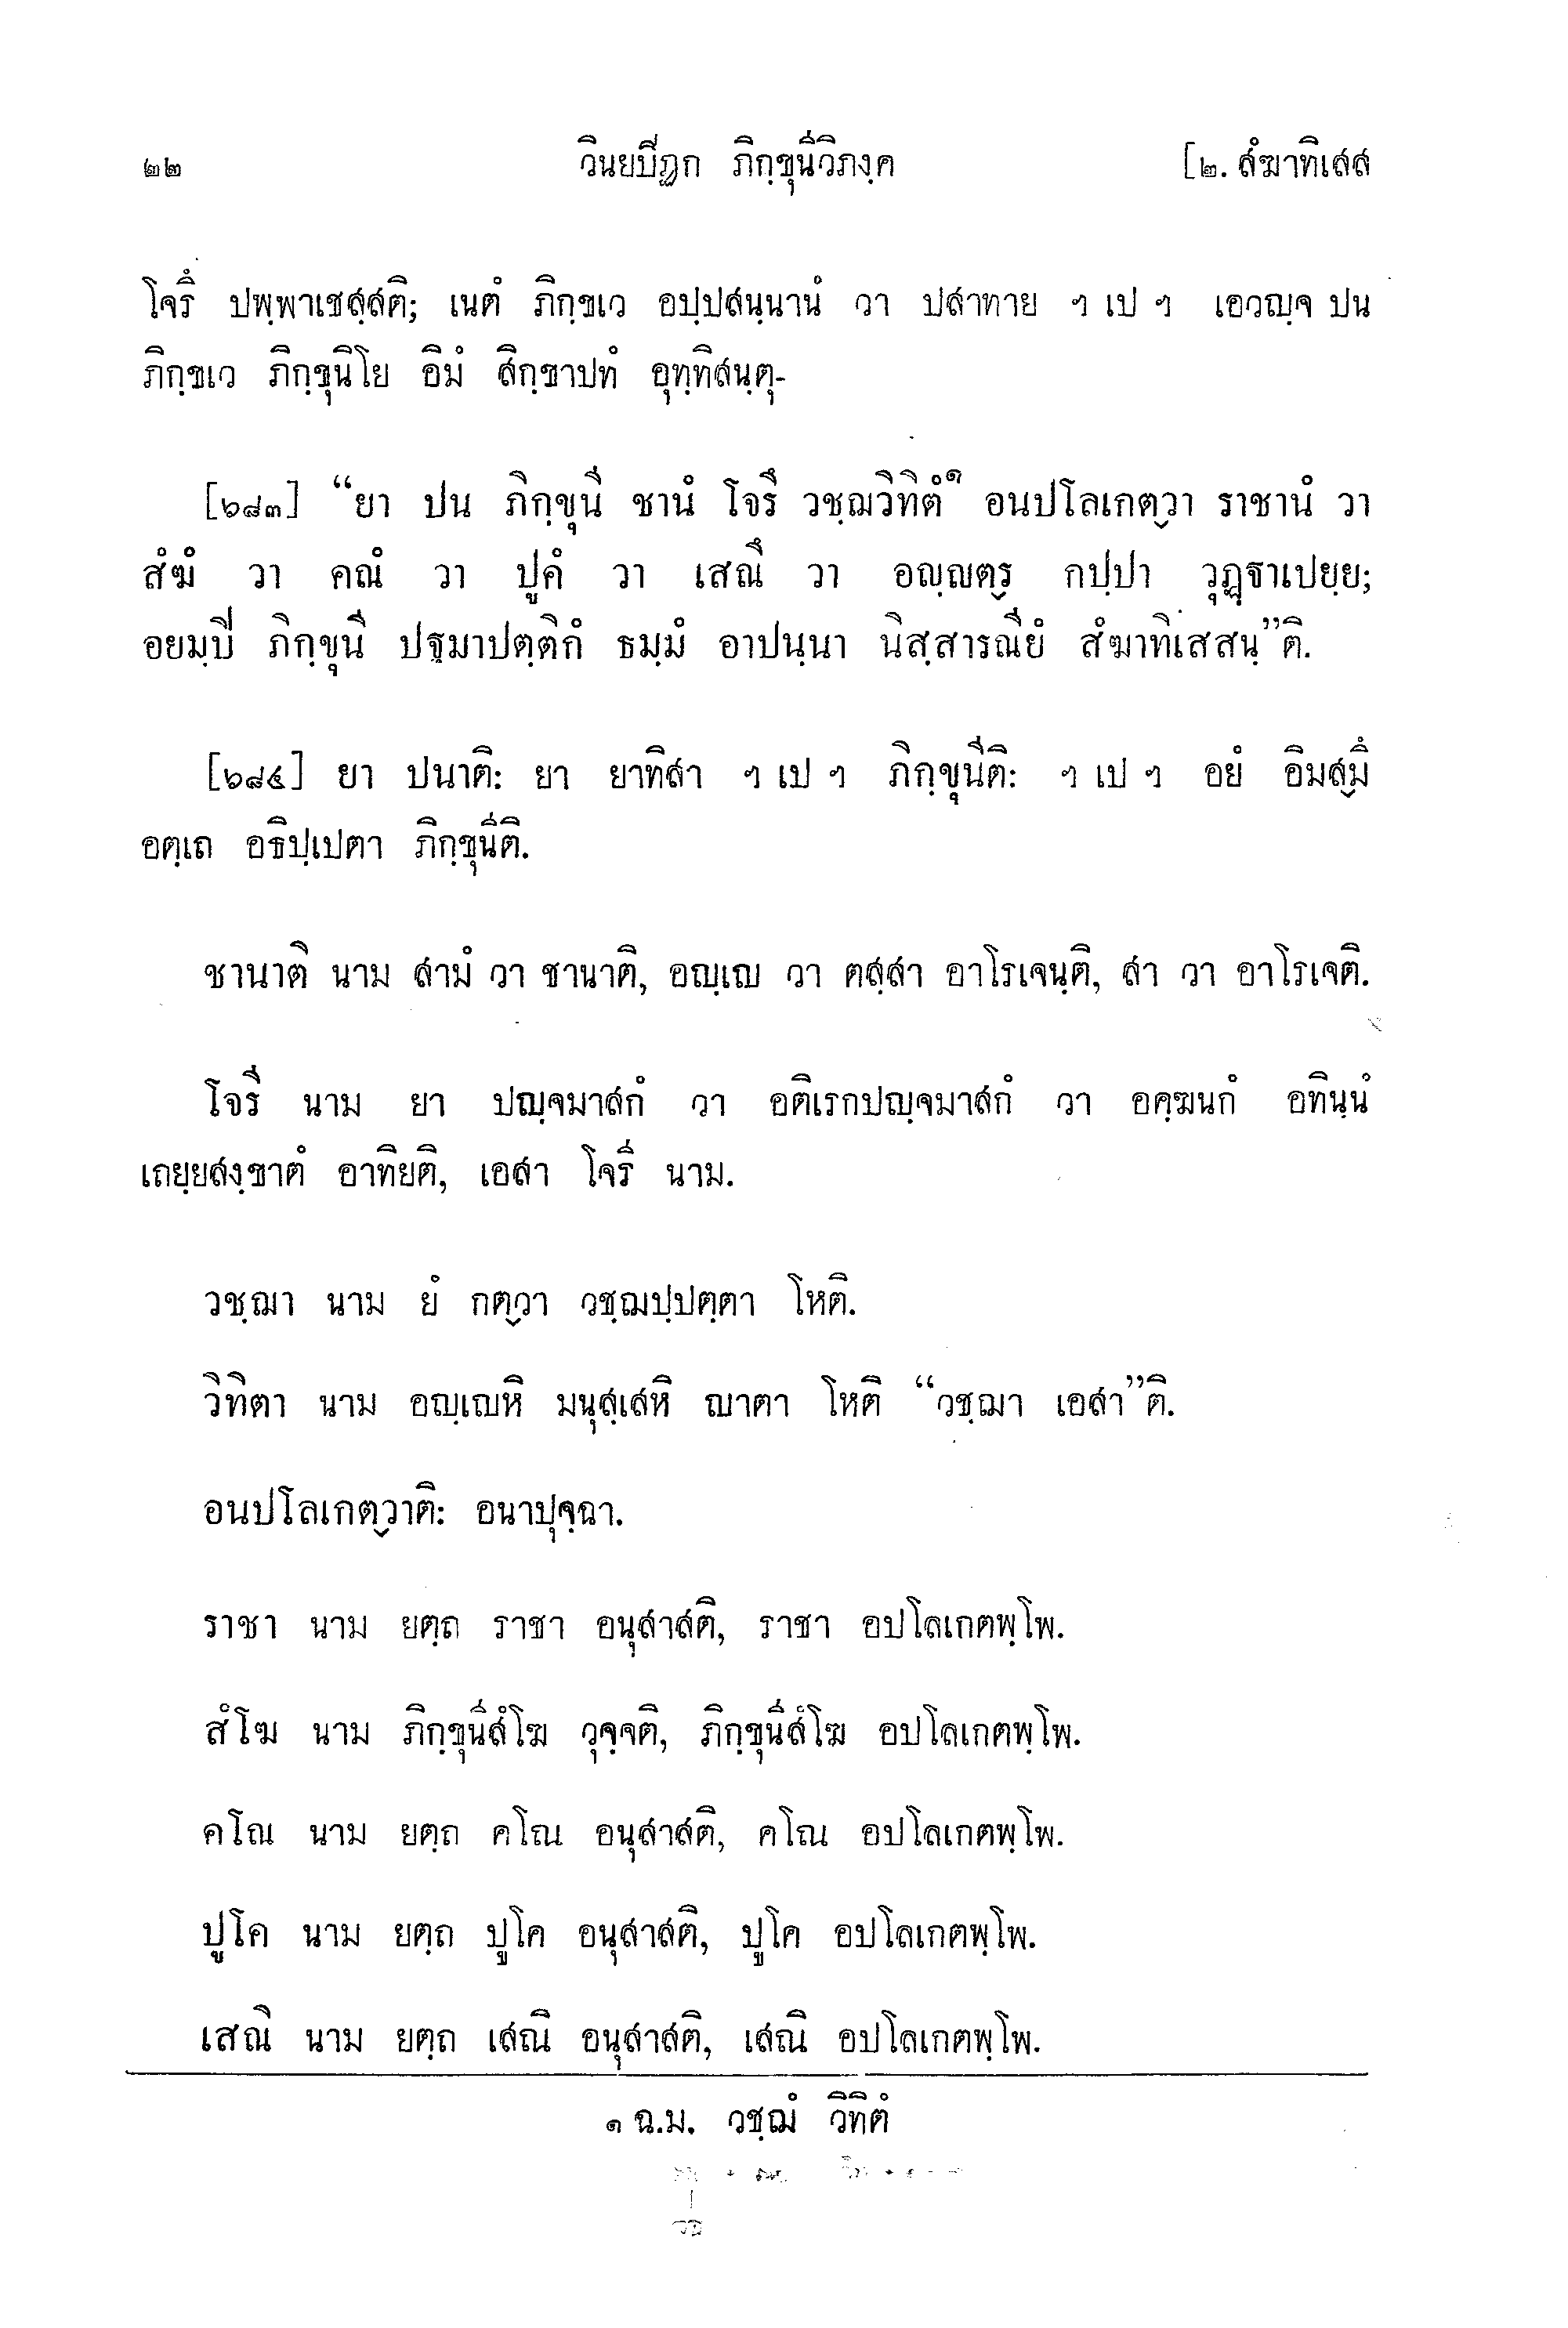 ๒๒ วินยปีฏก ภิกฺขุนีวิภงฺค [๒. สํฆาทิเสส
โจรึ ปพฺพาเชสฺสติ; เนตํ ภิกฺขเว อปฺปสนฺนานํ วา ปสาทาย ฯ เป ฯ เอวญฺจ ปน
ภิกฺขเว ภิกฺขุนิโย อิมํ สิกฺขาปทํ อุทฺทิสนฺตุ-
[๖๘๓] “ยา ปน ภิกฺขุนี ชานํ โจรึ วชฺฌวิทิตํ๑ อนปโลเกตฺวา ราชานํ วา
สํฆํ วา คณํ วา ปูคํ วา เสณึ วา อญฺญตฺร กปฺปา วุฏฺฐาเปยฺย;
อยมฺปี ภิกฺขุนี ปฐมาปตฺติกํ ธมฺมํ อาปนฺนา นิสฺสารณียํ สํฆาทิเสสนฺ”ติ.
[๖๘๔] ยา ปนาติ: ยา ยาทิสา ฯ เป ฯ ภิกฺขุนีติ: ฯ เป ฯ อยํ อิมสฺมึ
อตฺเถ อธิปฺเปตา ภิกฺขุนีติ.
ชานาติ นาม สามํ วา ชานาติ, อญฺเญ วา ตสฺสา อาโรเจนฺติ, สา วา อาโรเจติ.
โจรี นาม ยา ปญฺจมาสกํ วา อติเรกปญฺจมาสกํ วา อคฺฆนกํ อทินฺนํ
เถยฺยสงฺขาตํ อาทิยติ, เอสา โจรี นาม.
วชฺฌา นาม ยํ กตฺวา วชฺฌปฺปตฺตา โหติ.
วิทิตา นาม อญฺเญหิ มนุสฺเสหิ ญาตา โหติ “วชฺฌา เอสา”ติ.
อนปโลเกตฺวาติ: อนาปุจฺฉา.
ราชา นาม ยตฺถ ราชา อนุสาสติ, ราชา อปโลเกตพฺโพ.
สํโฆ นาม ภิกฺขุนีสํโฆ วุจฺจติ, ภิกฺขุนีสํโฆ อปโลเกตพฺโพ.
คโณ นาม ยตฺถ คโณ อนุสาสติ, คโณ อปโลเกตพฺโพ.
ปูโค นาม ยตฺถ ปูโค อนุสาสติ, ปูโค อปโลเกตพฺโพ.
เสณิ นาม ยตฺถ เสณิ อนุสาสติ, เสณิ อปโลเกตพฺโพ.
๑ ฉ.ม. วชฺฌํ วิทิตํ